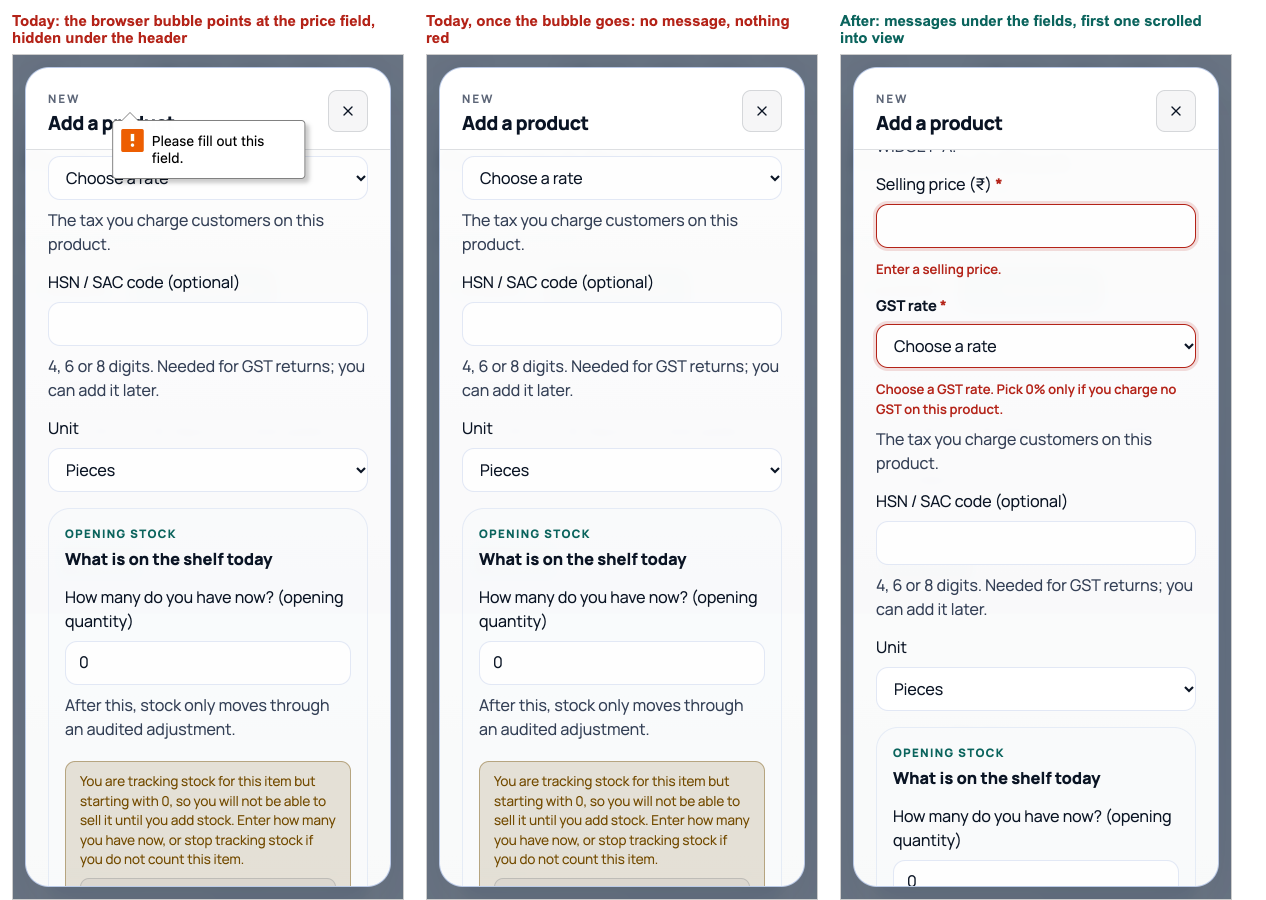 Today: the browser bubble points at the price field,
hidden under the header
NEW
Add a p
×
Please fill out this
field.
Choose a rate
The tax you charge customers on this
product.
HSN / SAC code (optional)
4, 6 or 8 digits. Needed for GST returns; you
can add it later.
Unit
Pieces
OPENING STOCK
What is on the shelf today
How many do you have now? (opening
quantity)
0
After this, stock only moves through
an audited adjustment.
You are tracking stock for this item but
starting with 0, so you will not be able to
sell it until you add stock. Enter how many
you have now, or stop tracking stock if
you do not count this item.
Today, once the bubble goes: no message, nothing
red
NEW
Add a product
×
Choose a rate
The tax you charge customers on this
product.
HSN / SAC code (optional)
4, 6 or 8 digits. Needed for GST returns; you
can add it later.
Unit
Pieces
OPENING STOCK
What is on the shelf today
How many do you have now? (opening
quantity)
0
After this, stock only moves through
an audited adjustment.
You are tracking stock for this item but
starting with 0, so you will not be able to
sell it until you add stock. Enter how many
you have now, or stop tracking stock if
you do not count this item.
After: messages under the fields, first one scrolled
into view
NEW
Add a product
×
Selling price (₹) *
Enter a selling price.
GST rate *
Choose a rate
Choose a GST rate. Pick 0% only if you charge no
GST on this product.
The tax you charge customers on this
product.
HSN / SAC code (optional)
4, 6 or 8 digits. Needed for GST returns; you
can add it later.
Unit
Pieces
OPENING STOCK
What is on the shelf today
How many do you have now? (opening
quantity)
0